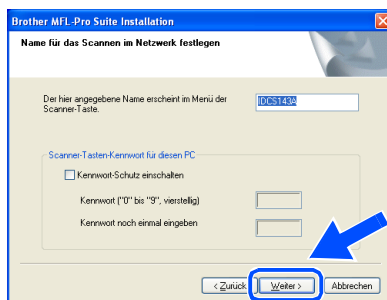 Brother MFL-Pro Suite Installation
Name für das Scannen im Netzwerk festlegen
Der hier angegebene Name erscheint im Menü der
Scanner-Taste.
IDCS143A
Scanner-Tasten-Kennwort für diesen PC
Kennwort-Schutz einschalten
Kennwort ("0" bis "9", vierstellig)
Kennwort noch einmal eingeben
< Zurück
Weiter >
Abbrechen